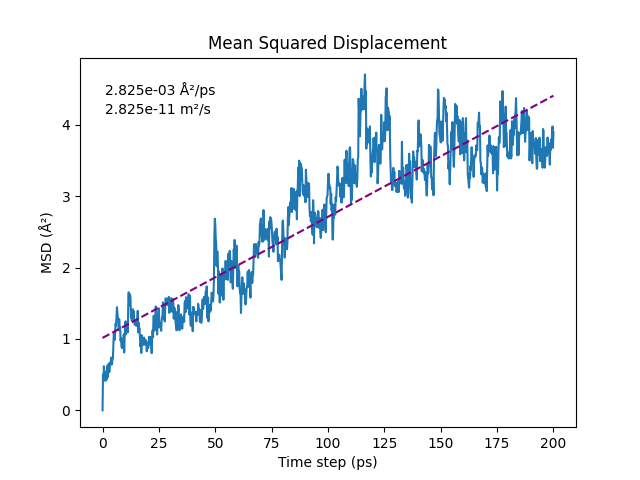 Mean Squared Displacement
2.825e-03 Å²/ps
2.825e-11 m²/s
MSD (Å²)
4
3
2
1
0
0 25 50 75 100 125 150 175 200
Time step (ps)